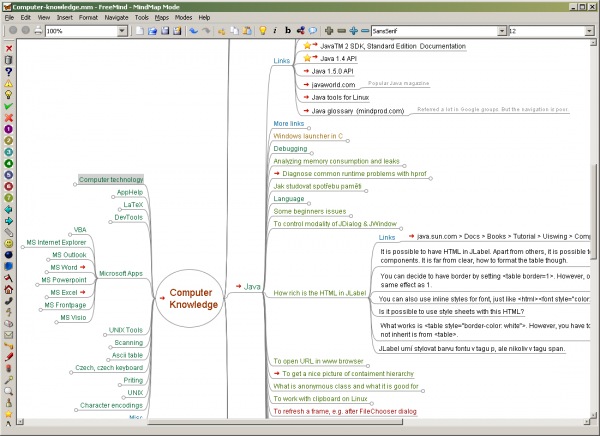 Computer-knowledge.mm - FreeMind - MindMap Mode
File Edit View Insert Format Navigate Tools Maps Modes Help
100%
SansSerif
12
Links
JavaTM 2 SDK, Standard Edition Documentation
Java 1.4 API
Java 1.5.0 API
javaworld.com
Popular Java magazine
Java tools for Linux
Java glossary (mindprod.com)
Referred a lot in Google groups. But the navigation is poor.
More links
Windows launcher in C
Debugging
Analyzing memory consumption and leaks
Diagnose common runtime problems with hprof
Jak studovat spotřebu paměti
Language
Some beginners issues
To control modality of JDialog & JWindow
Computer technology
AppHelp
LaTeX
DevTools
VBA
MS Internet Explorer
MS Outlook
MS Word
MS Powerpoint
MS Excel
MS Frontpage
MS Visio
Microsoft Apps
Computer
Knowledge
Java
Links
java.sun.com > Docs > Books > Tutorial > Uiswing > Comp
It is possible to have HTML in JLabel. Apart from others, it is possible to
components. It is far from clear, how to format the table though.
You can decide to have border by setting <table border=1>. However, o
same effect as 1.
How rich is the HTML in JLabel
You can also use inline styles for font, just like <html><font style="color:
Is it possible to use style sheets with this HTML?
What works is <table style="border-color: white">. However, you have to
not inherit is from <table>.
JLabel umí stylovat barvu fontu v tagu p, ale nikoliv v tagu span.
UNIX Tools
Scanning
Ascii table
Czech, czech keyboard
Priting
UNIX
Character encodings
Misc
To open URL in www browser
To get a nice picture of contaiment hierarchy
What is anonymous class and what it is good for
To work with clipboard on Linux
To refresh a frame, e.g. after FileChooser dialog